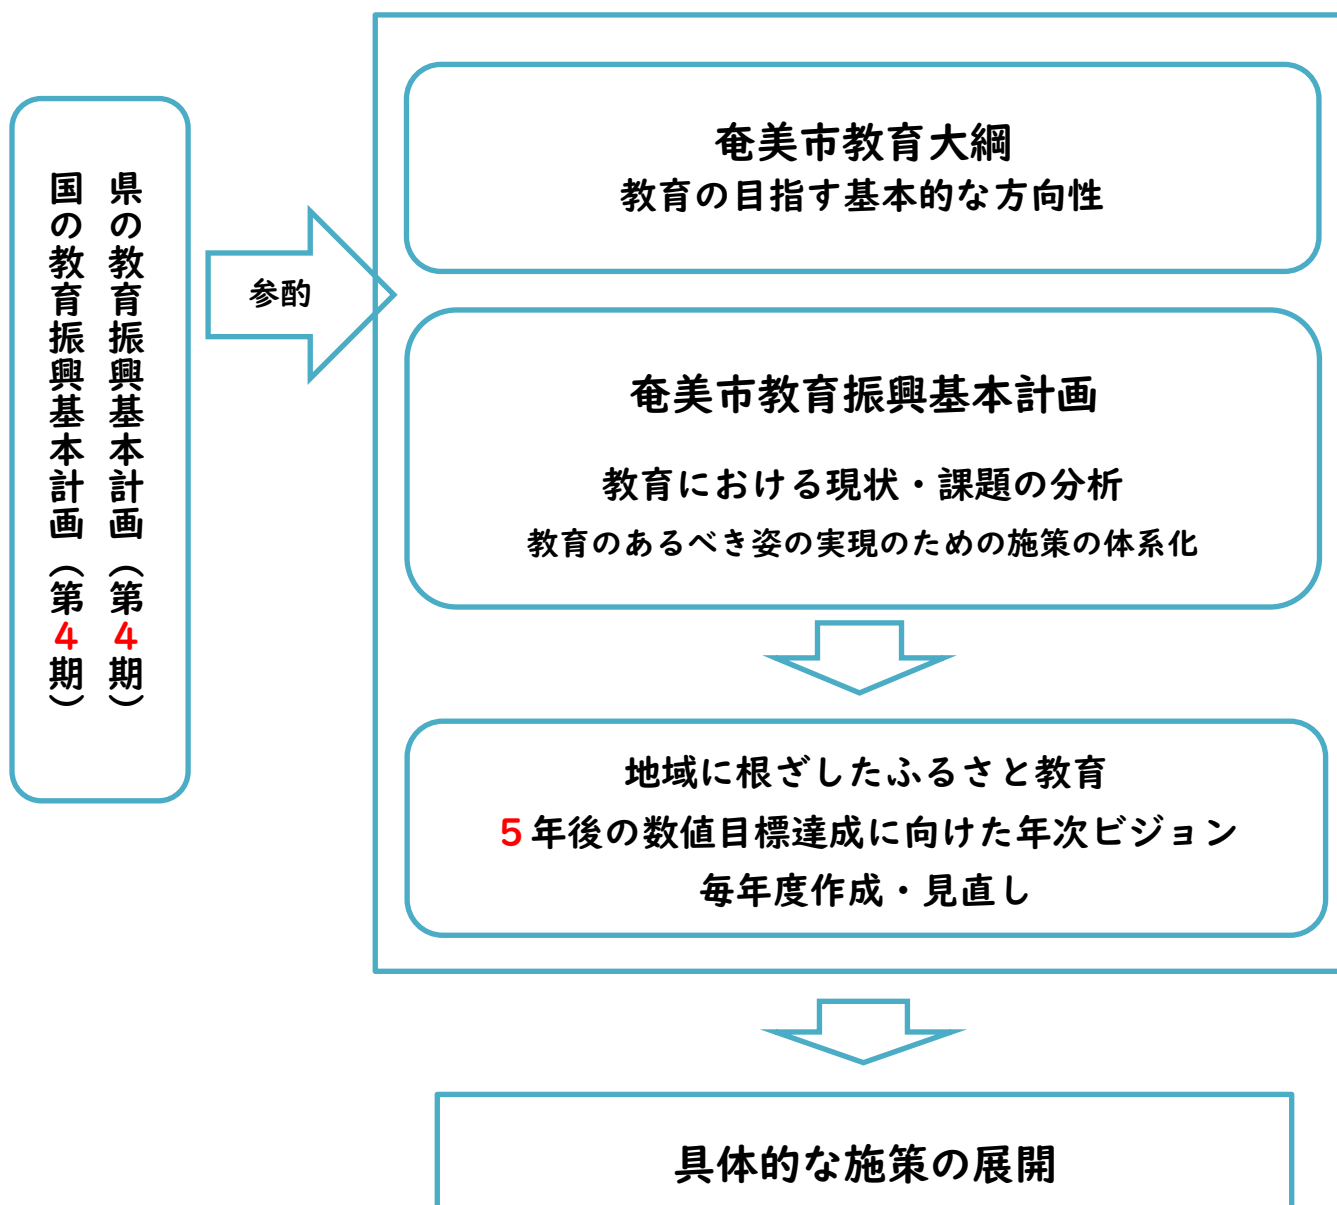 県の教育振興基本計画（第４期）
国の教育振興基本計画（第４期）
参酌
奄美市教育大綱
教育の目指す基本的な方向性
奄美市教育振興基本計画
教育における現状・課題の分析
教育のあるべき姿の実現のための施策の体系化
地域に根ざしたふるさと教育
５年後の数値目標達成に向けた年次ビジョン
毎年度作成・見直し
具体的な施策の展開